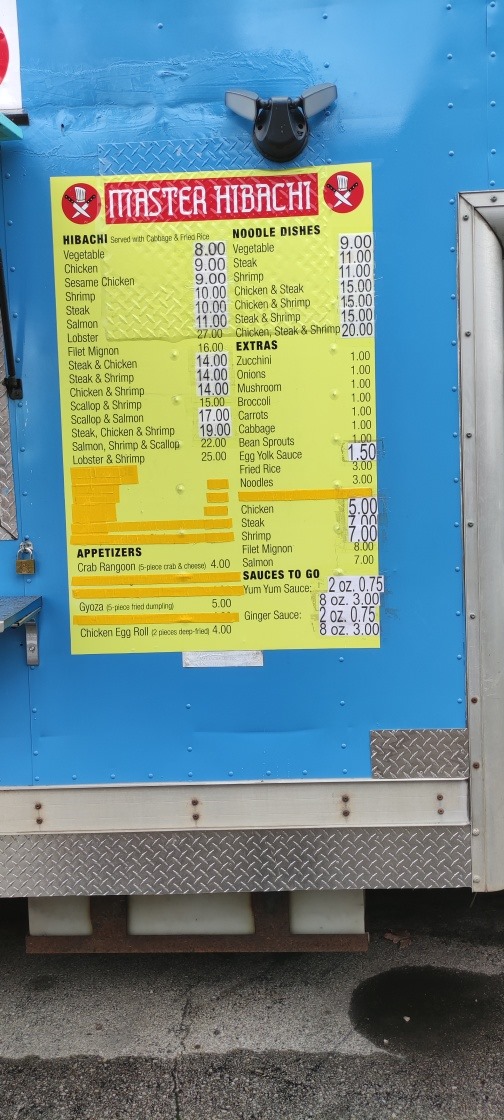 MASTER HIBACHI
HIBACHI Served with Cabbage & Fried Rice
Vegetable 8.00
Chicken 9.00
Sesame Chicken 9.00
Shrimp 10.00
Steak 10.00
Salmon 11.00
Lobster 27.00
Filet Mignon 16.00
Steak & Chicken 14.00
Steak & Shrimp 14.00
Chicken & Shrimp 14.00
Scallop & Shrimp 15.00
Scallop & Salmon 17.00
Steak, Chicken & Shrimp 19.00
Salmon, Shrimp & Scallop 22.00
Lobster & Shrimp 25.00
APPETIZERS
Crab Rangoon (5-piece crab & cheese) 4.00
Gyoza (5-piece fried dumpling) 5.00
Chicken Egg Roll (2 pieces deep-fried) 4.00
NOODLE DISHES
Vegetable 9.00
Steak 11.00
Shrimp 11.00
Chicken & Steak 15.00
Chicken & Shrimp 15.00
Steak & Shrimp 15.00
Chicken, Steak & Shrimp 20.00
EXTRAS
Zucchini 1.00
Onions 1.00
Mushroom 1.00
Broccoli 1.00
Carrots 1.00
Cabbage 1.00
Bean Sprouts 1.00
Egg Yolk Sauce 1.50
Fried Rice 3.00
Noodles 3.00
Chicken 5.00
Steak 7.00
Shrimp 7.00
Filet Mignon 8.00
Salmon 7.00
SAUCES TO GO
Yum Yum Sauce: 2 oz. 0.75
8 oz. 3.00
Ginger Sauce: 2 oz. 0.75
8 oz. 3.00